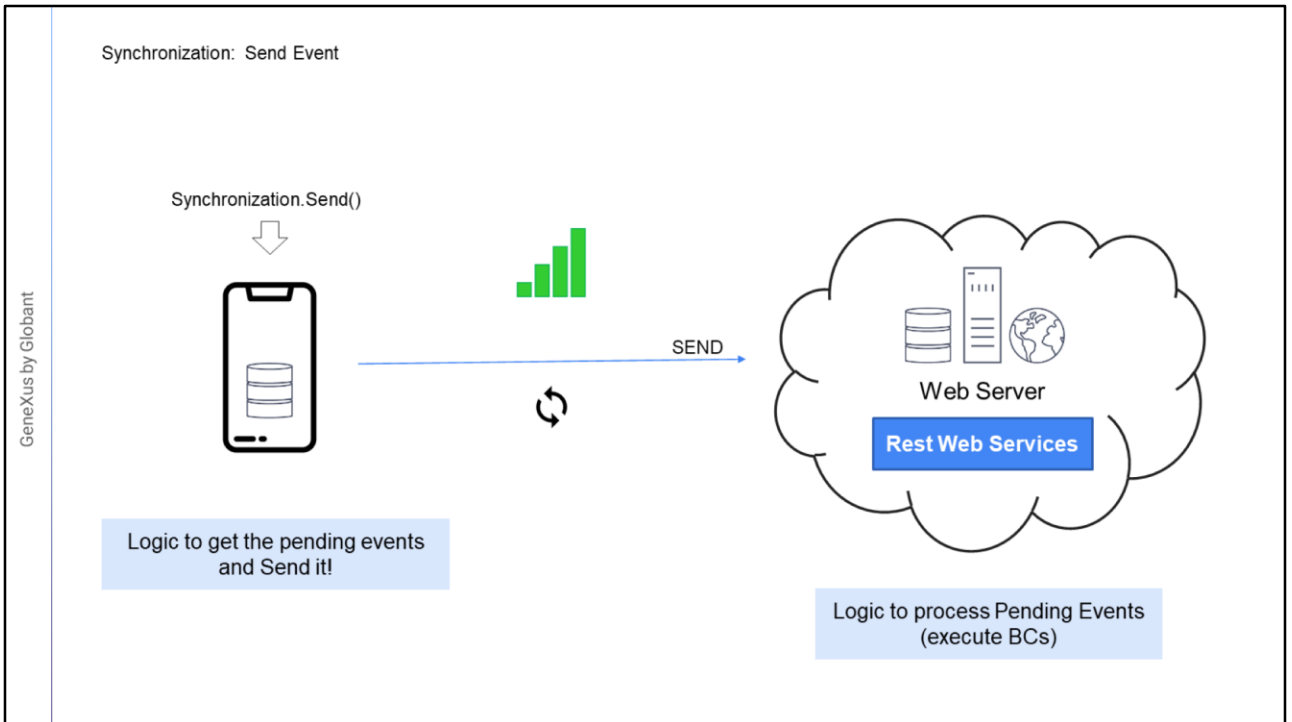 Synchronization:  Send Event
Synchronization.Send()
SEND
Web Server
Rest Web Services
Logic to get the pending events
and Send it!
Logic to process Pending Events
(execute BCs)
GeneXus by Globant